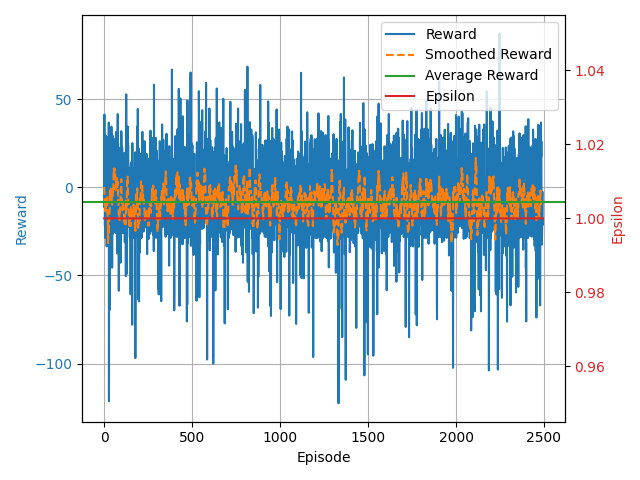 Reward
Smoothed Reward
Average Reward
Epsilon
50
0
−50
−100
Reward
1.04
1.02
1.00
0.98
0.96
Epsilon
0 500 1000 1500 2000 2500
Episode